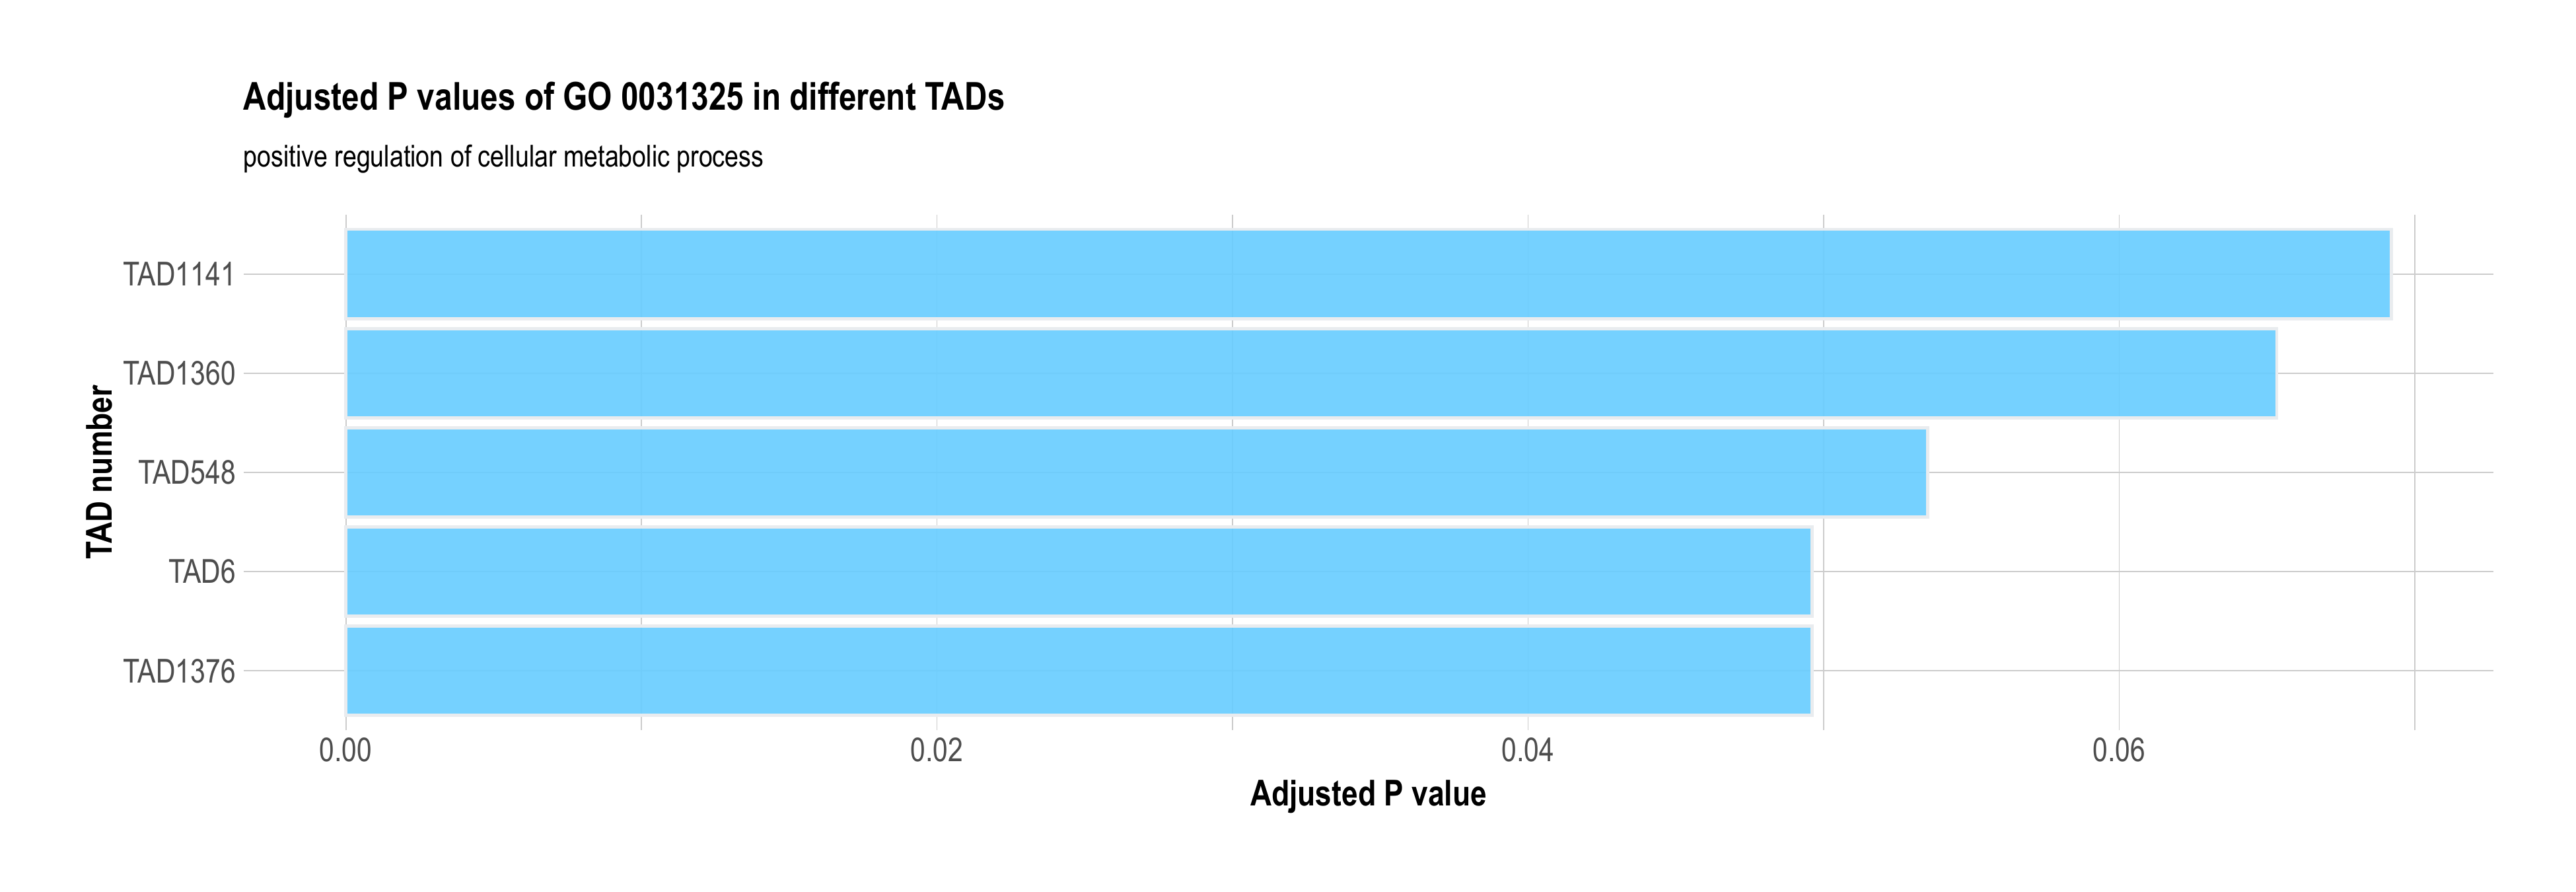 Adjusted P values of GO 0031325 in different TADs
positive regulation of cellular metabolic process
TAD number
TAD1141
TAD1360
TAD548
TAD6
TAD1376
0.00 0.02 0.04 0.06
Adjusted P value